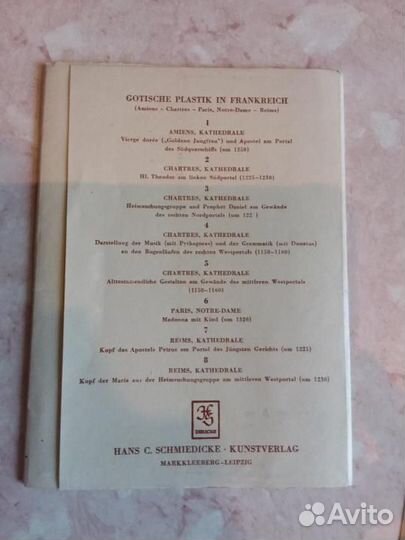 GOTISCHE PLASTIK IN FRANKREICH
(Amiens – Chartres – Paris, Notre-Dame – Reims)
1
AMIENS, KATHEDRALE
Vierge dorée („Goldene Jungfrau") und Apostel am Portal
des Südquerschiffs (um 1250)
2
CHARTRES, KATHEDRALE
Hl. Theodor am linken Südportal (1225–1230)
3
CHARTRES, KATHEDRALE
Heimsuchungsgruppe und Prophet Daniel am Gewände
des rechten Nordportals (um 122 )
4
CHARTRES, KATHEDRALE
Darstellung der Musik (mit Pythagoras) und der Grammatik (mit Donatus)
an den Bogenläufen des rechten Westportals (1150–1160)
5
CHARTRES, KATHEDRALE
Alttestamentliche Gestalten am Gewände des mittleren Westportals
(1150–1160)
6
PARIS, NOTRE-DAME
Madonna mit Kind (um 1320)
7
REIMS, KATHEDRALE
Kopf des Apostels Petrus am Portal des Jüngsten Gerichts (um 1225)
8
REIMS, KATHEDRALE
Kopf der Maria aus der Heimsuchungsgruppe am mittleren Westportal (um 1230)
HANS C. SCHMIEDICKE · KUNSTVERLAG
MARKKLEEBERG–LEIPZIG
Avito